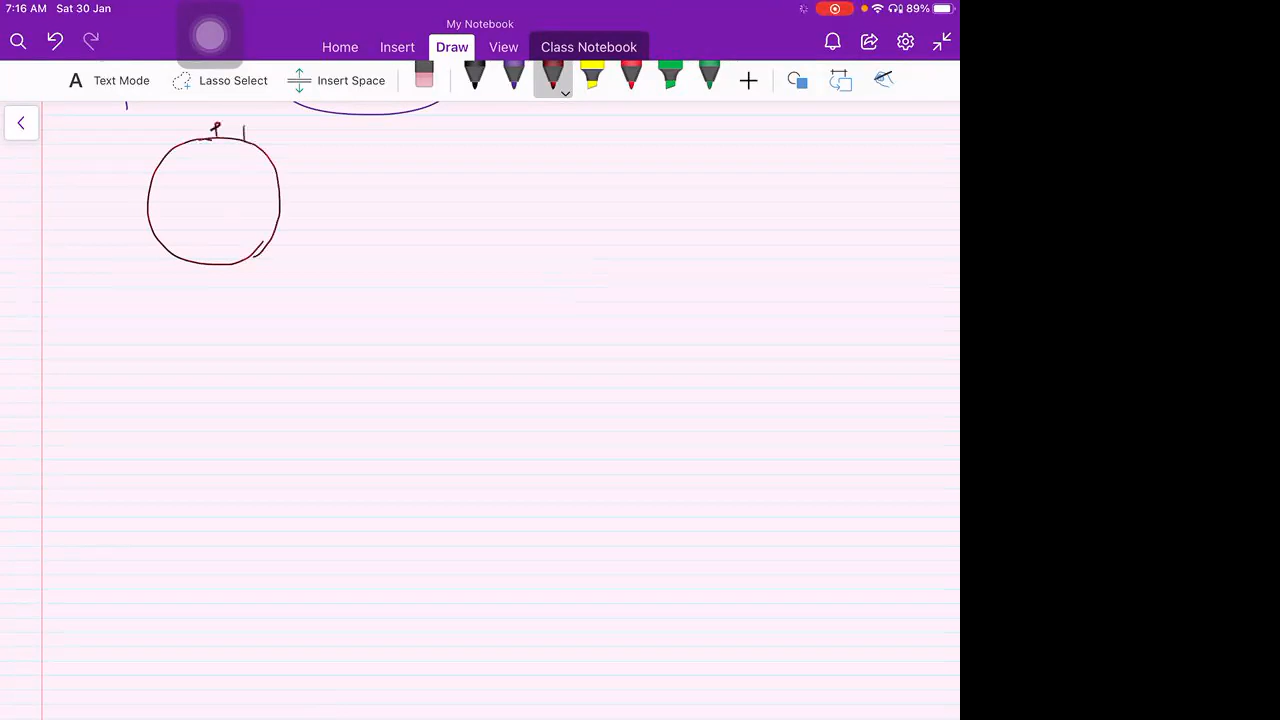 7:16 AM Sat 30 Jan 89%
My Notebook
Home Insert Draw View Class Notebook
A Text Mode Lasso Select Insert Space